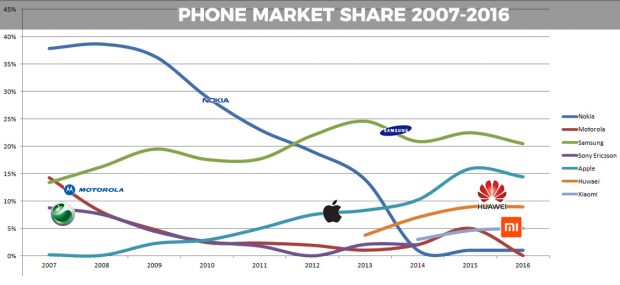 PHONE MARKET SHARE 2007-2016
45%
40%
35%
30%
25%
20%
15%
10%
5%
0%
NOKIA
SAMSUNG
MOTOROLA
HUAWEI
MI
2007 2008 2009 2010 2011 2012 2013 2014 2015 2016
Nokia
Motorola
Samsung
Sony Ericsson
Apple
Huwaei
Xiaomi